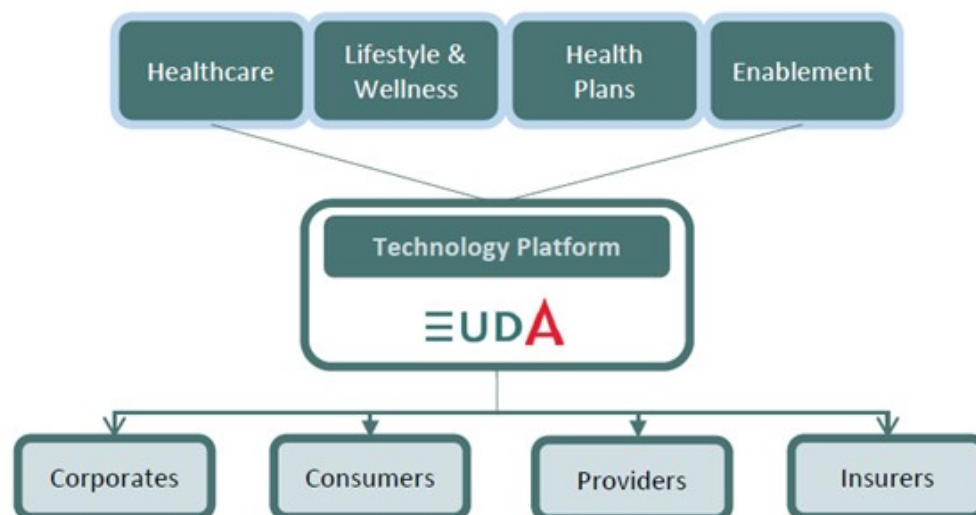 Healthcare
Lifestyle &
Wellness
Health
Plans
Enablement
Technology Platform
EUDA
Corporates
Consumers
Providers
Insurers